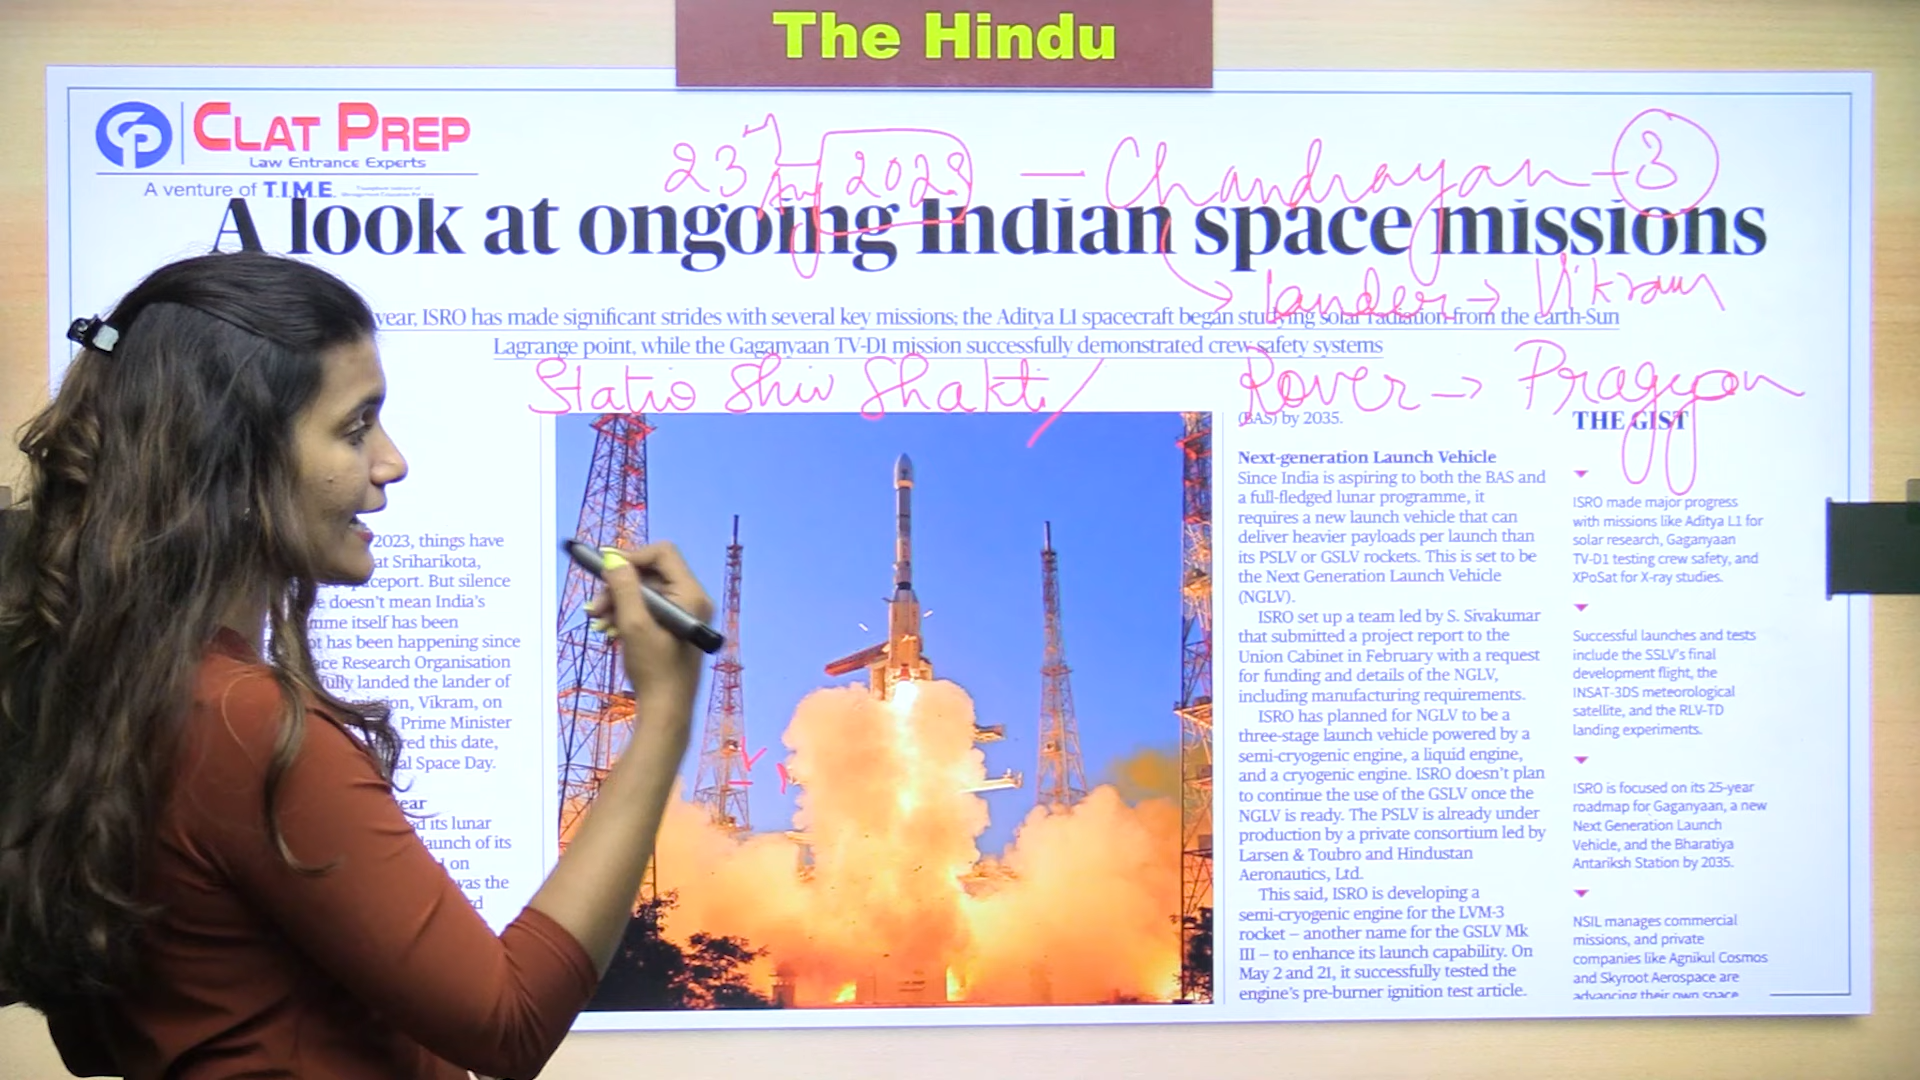 The Hindu
CLAT PREP
Law Entrance Experts
A venture of T.I.M.E.
23rd Aug 2023 — Chandrayan - 3
A look at ongoing Indian space missions
→ lander → Vikram
year, ISRO has made significant strides with several key missions; the Aditya L1 spacecraft began studying solar radiation from the earth-Sun
Lagrange point, while the Gaganyaan TV-D1 mission successfully demonstrated crew safety systems
Statio Shiv Shakti
Rover → Pragyan
2023, things have
at Sriharikota,
spaceport. But silence
doesn't mean India's
itself has been
has been happening since
Research Organisation
landed the lander of
mission, Vikram, on
Prime Minister
this date,
Space Day.
year
its lunar
launch of its
on
was the
(BAS) by 2035.
Next-generation Launch Vehicle
Since India is aspiring to both the BAS and
a full-fledged lunar programme, it
requires a new launch vehicle that can
deliver heavier payloads per launch than
its PSLV or GSLV rockets. This is set to be
the Next Generation Launch Vehicle
(NGLV).
ISRO set up a team led by S. Sivakumar
that submitted a project report to the
Union Cabinet in February with a request
for funding and details of the NGLV,
including manufacturing requirements.
ISRO has planned for NGLV to be a
three-stage launch vehicle powered by a
semi-cryogenic engine, a liquid engine,
and a cryogenic engine. ISRO doesn't plan
to continue the use of the GSLV once the
NGLV is ready. The PSLV is already under
production by a private consortium led by
Larsen & Toubro and Hindustan
Aeronautics, Ltd.
This said, ISRO is developing a
semi-cryogenic engine for the LVM-3
rocket – another name for the GSLV Mk
III – to enhance its launch capability. On
May 2 and 21, it successfully tested the
engine's pre-burner ignition test article.
THE GIST
ISRO made major progress
with missions like Aditya L1 for
solar research, Gaganyaan
TV-D1 testing crew safety, and
XPoSat for X-ray studies.
Successful launches and tests
include the SSLV's final
development flight, the
INSAT-3DS meteorological
satellite, and the RLV-TD
landing experiments.
ISRO is focused on its 25-year
roadmap for Gaganyaan, a new
Next Generation Launch
Vehicle, and the Bharatiya
Antariksh Station by 2035.
NSIL manages commercial
missions, and private
companies like Agnikul Cosmos
and Skyroot Aerospace are
advancing their own space